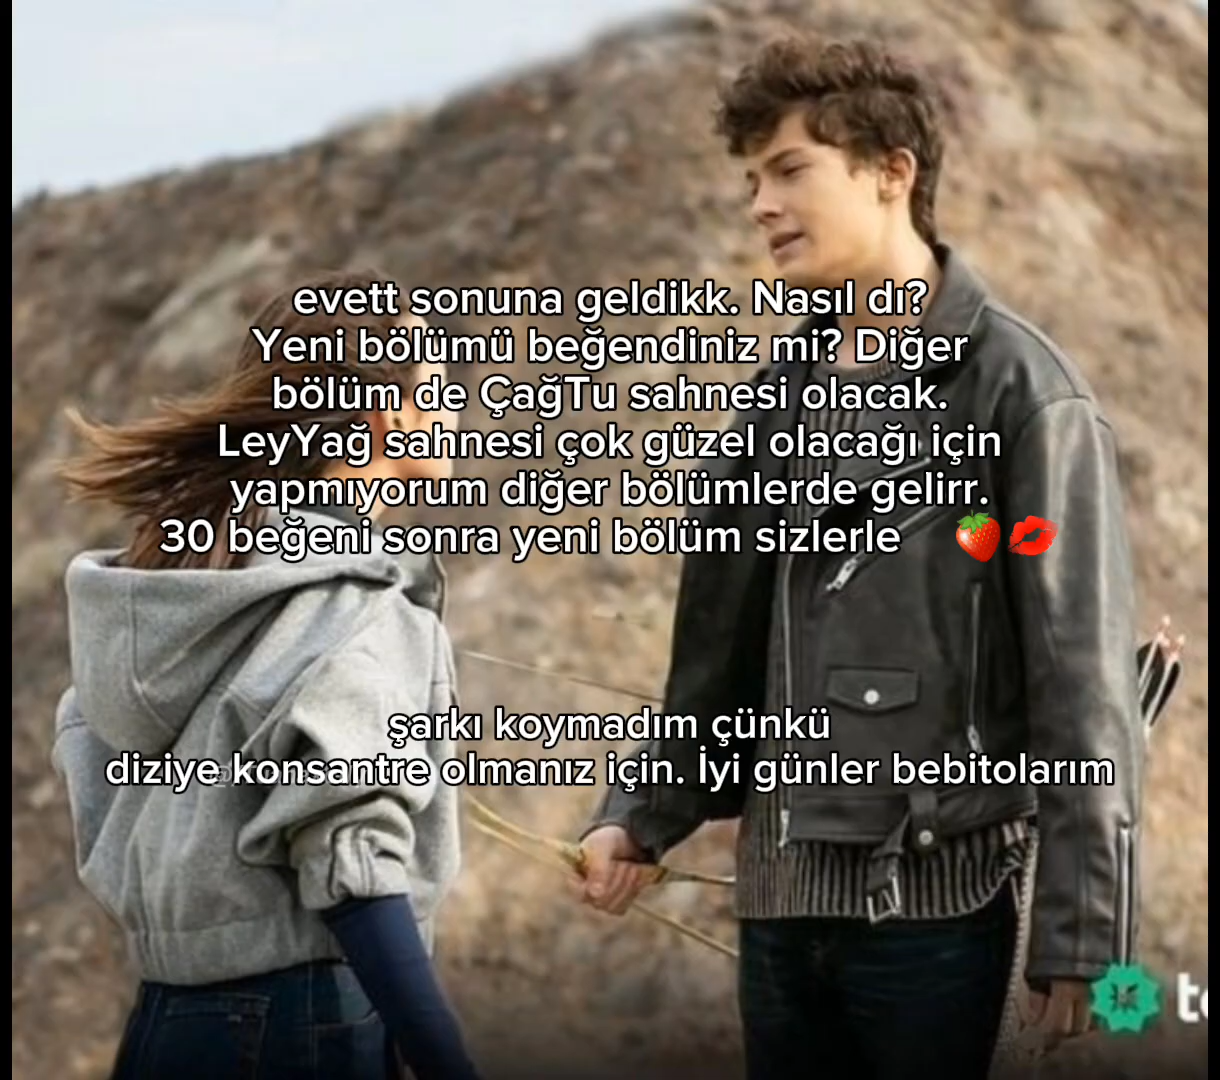 evett sonuna geldikk. Nasıl dı?
Yeni bölümü beğendiniz mi? Diğer
bölüm de ÇağTu sahnesi olacak.
LeyYağ sahnesi çok güzel olacağı için
yapmıyorum diğer bölümlerde gelirr.
30 beğeni sonra yeni bölüm sizlerle 🍓💋
şarkı koymadım çünkü
diziye konsantre olmanız için. İyi günler bebitolarım